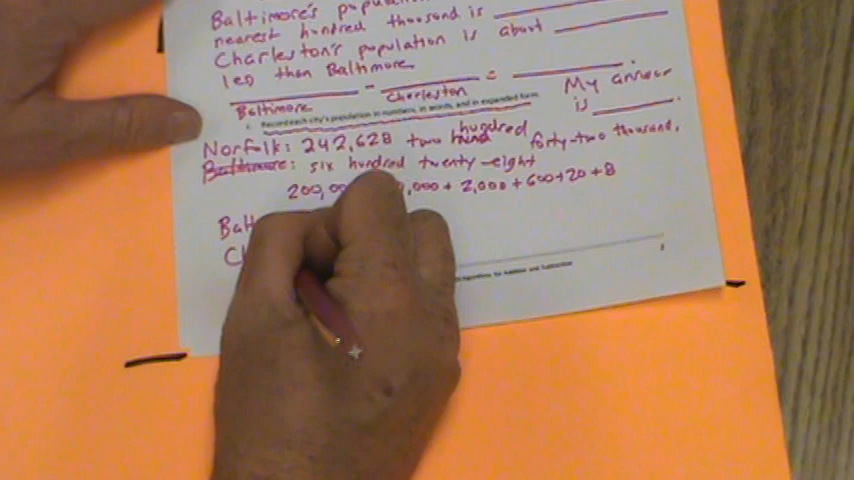 Baltimore's
nearest hundred thousand is
Charleston's population is about
less than Baltimore
- =
Baltimore Charleston My answer
is .
Record each city's population in numbers, in words, and in expanded form.
Norfolk: 242,628 two hundred forty-two thousand,
Baltimore: six hundred twenty-eight
,000 + 2,000 + 600 + 20 + 8